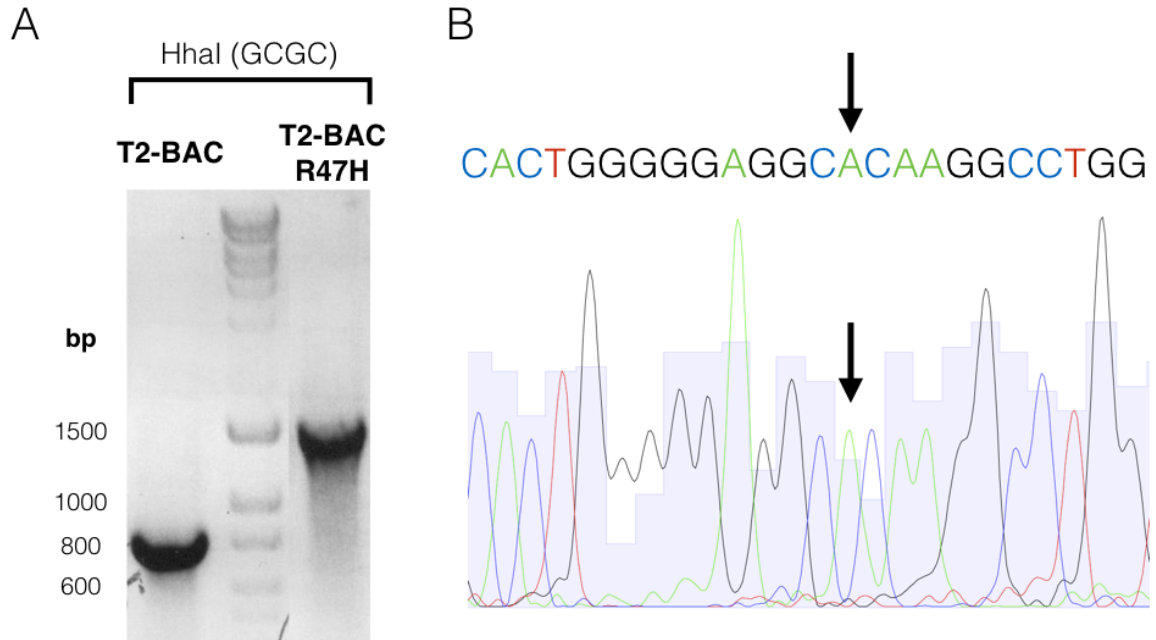 A
HhaI (GCGC)
T2-BAC
T2-BAC
R47H
bp
1500
1000
800
600
B
CACTGGGGGAGGCACAAGGCCTGG